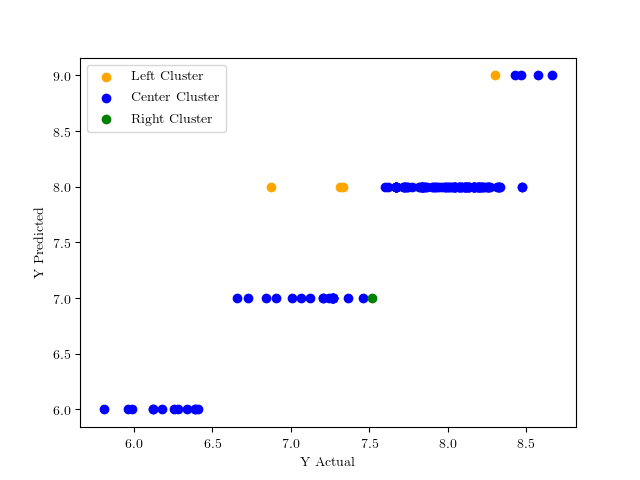 Left Cluster
Center Cluster
Right Cluster
9.0
8.5
8.0
7.5
7.0
6.5
6.0
Y Predicted
6.0 6.5 7.0 7.5 8.0 8.5
Y Actual